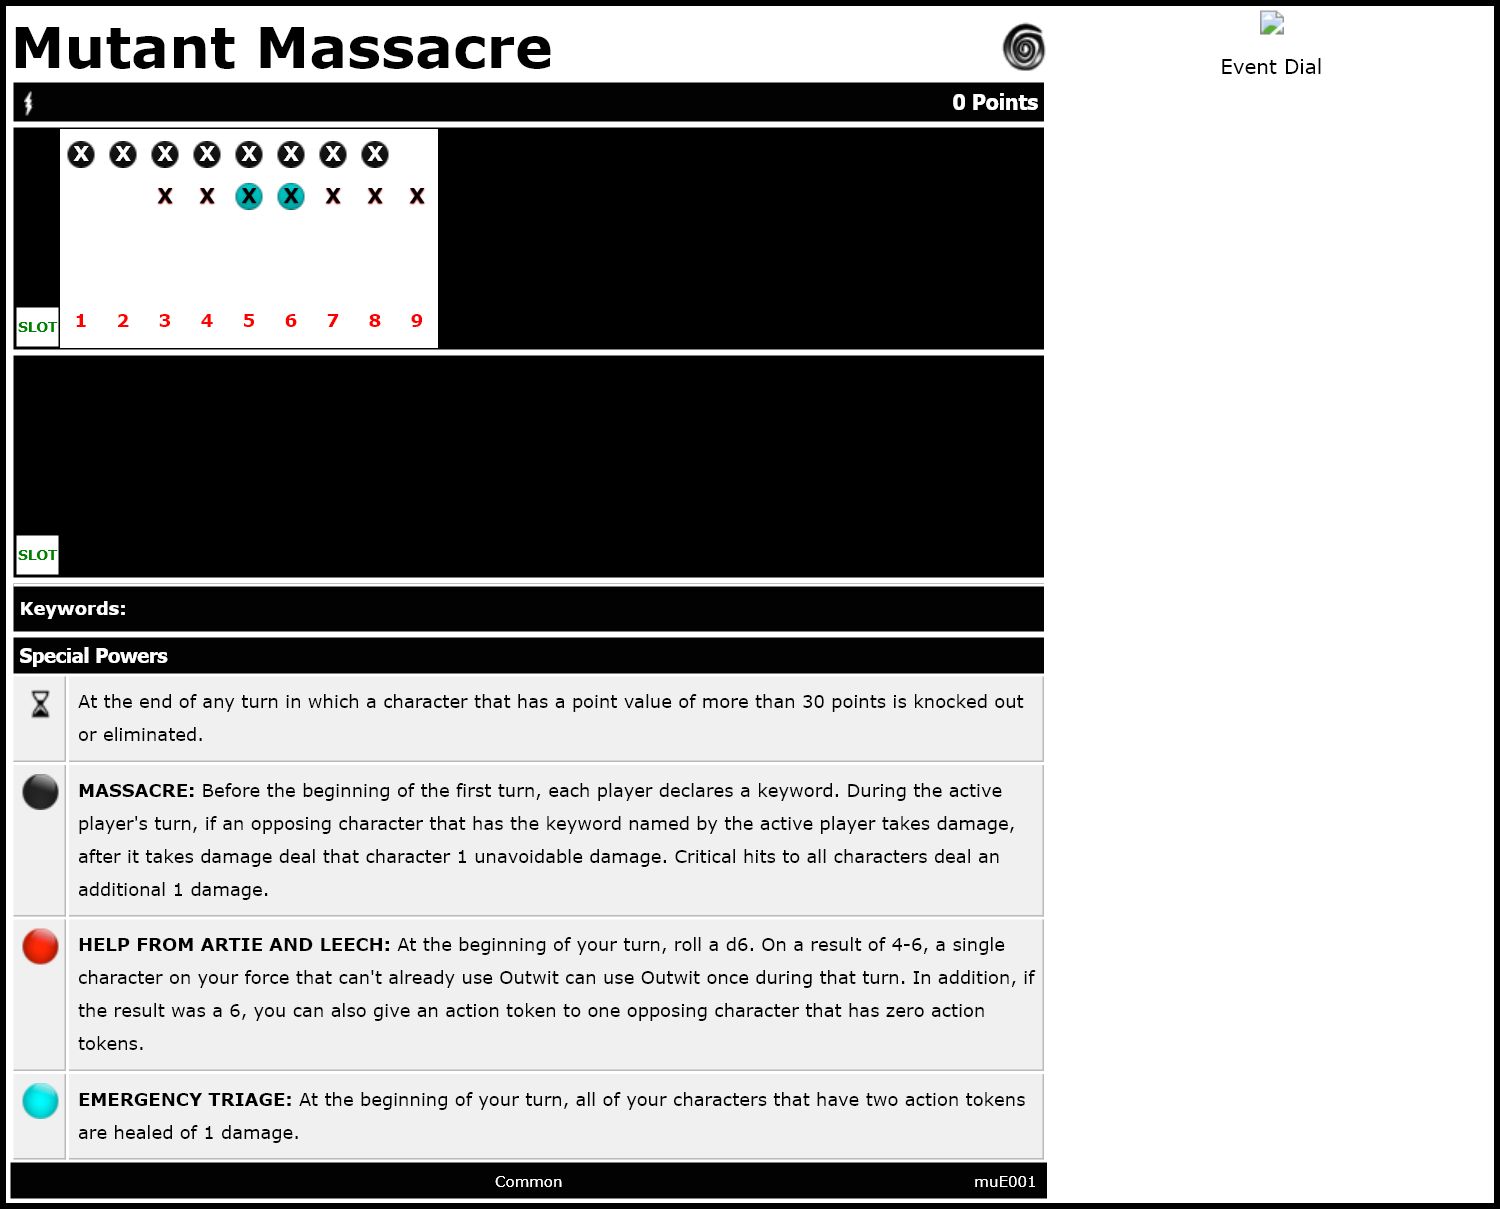 Mutant Massacre
0 Points
X X X X X X X X
X X X X X X X
SLOT 1 2 3 4 5 6 7 8 9
SLOT
Keywords:
Special Powers
At the end of any turn in which a character that has a point value of more than 30 points is knocked out
or eliminated.
MASSACRE: Before the beginning of the first turn, each player declares a keyword. During the active
player's turn, if an opposing character that has the keyword named by the active player takes damage,
after it takes damage deal that character 1 unavoidable damage. Critical hits to all characters deal an
additional 1 damage.
HELP FROM ARTIE AND LEECH: At the beginning of your turn, roll a d6. On a result of 4-6, a single
character on your force that can't already use Outwit can use Outwit once during that turn. In addition, if
the result was a 6, you can also give an action token to one opposing character that has zero action
tokens.
EMERGENCY TRIAGE: At the beginning of your turn, all of your characters that have two action tokens
are healed of 1 damage.
Common muE001
Event Dial